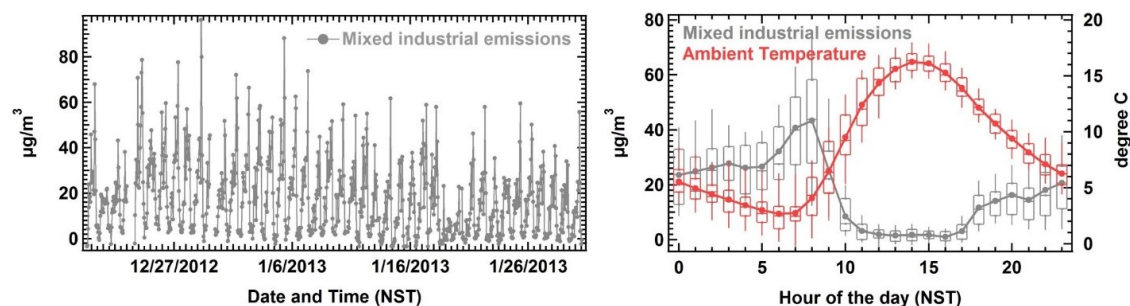 80
60
40
20
0
µg/m³
Mixed industrial emissions
12/27/2012 1/6/2013 1/16/2013 1/26/2013
Date and Time (NST)
80
60
40
20
0
µg/m³
Mixed industrial emissions
Ambient Temperature
20
15
10
5
0
degree C
0 5 10 15 20
Hour of the day (NST)